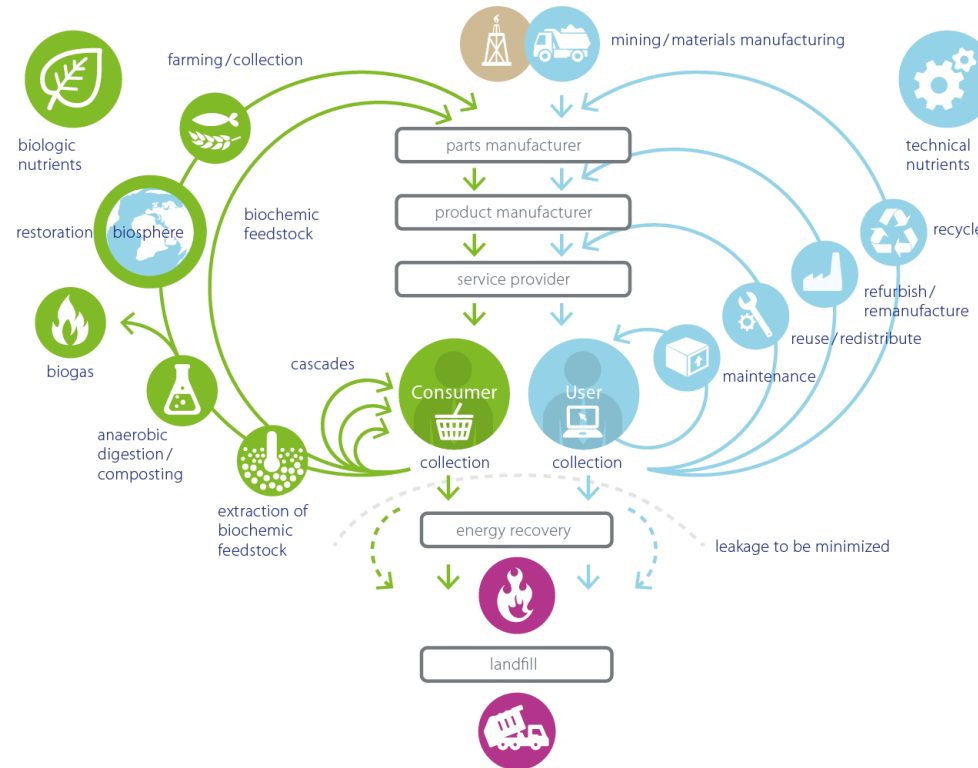 mining/materials manufacturing
farming/collection
biologic
nutrients
technical
nutrients
parts manufacturer
biochemic
feedstock
product manufacturer
restoration
biosphere
recycle
service provider
refurbish/
remanufacture
reuse/redistribute
biogas
cascades
maintenance
Consumer
User
anaerobic
digestion/
composting
collection
collection
extraction of
biochemic
feedstock
energy recovery
leakage to be minimized
landfill